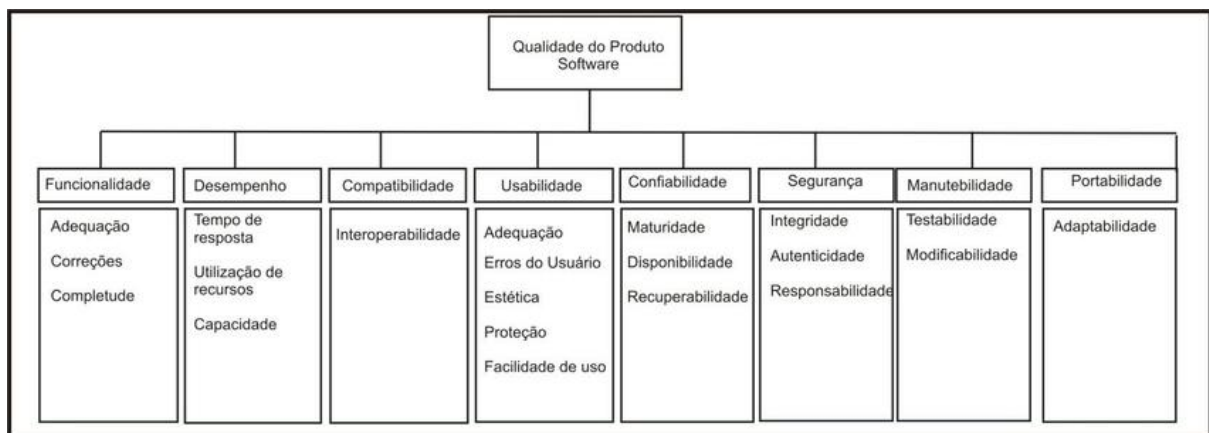 Qualidade do Produto
Software
Funcionalidade
Desempenho
Compatibilidade
Usabilidade
Confiabilidade
Segurança
Manutebilidade
Portabilidade
Adequação
Correções
Completude
Tempo de
resposta
Utilização de
recursos
Capacidade
Interoperabilidade
Adequação
Erros do Usuário
Estética
Proteção
Facilidade de uso
Maturidade
Disponibilidade
Recuperabilidade
Integridade
Autenticidade
Responsabilidade
Testabilidade
Modificabilidade
Adaptabilidade